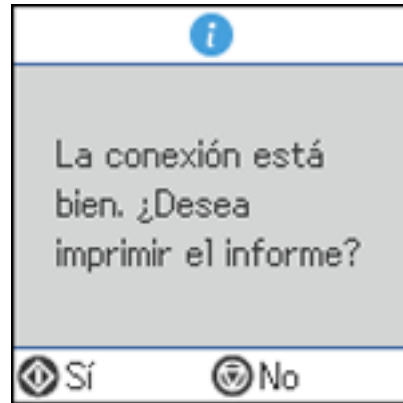 La conexión está
bien. ¿Desea
imprimir el informe?
Sí No